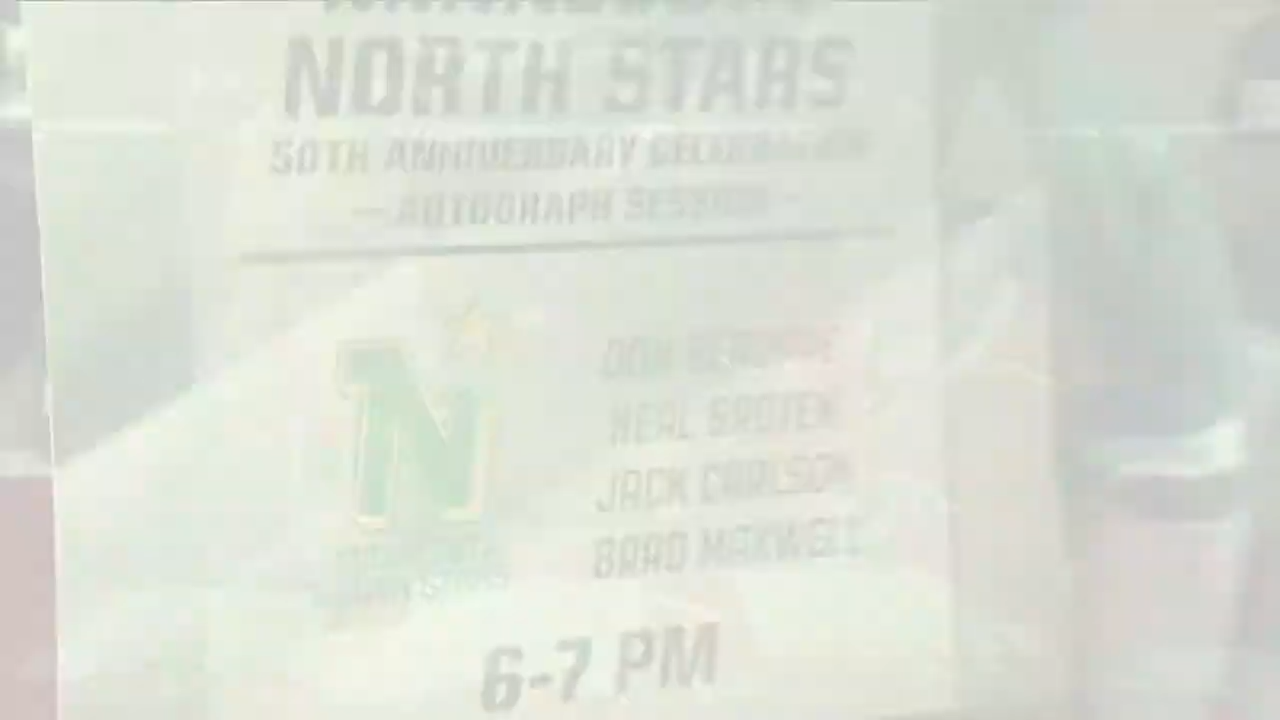 NORTH STARS
50TH ANNIVERSARY CELEBRATION
- AUTOGRAPH SESSION -
N
NEAL BROTEN
JACK CARLSON
BRAD MAXWELL
6-7 PM